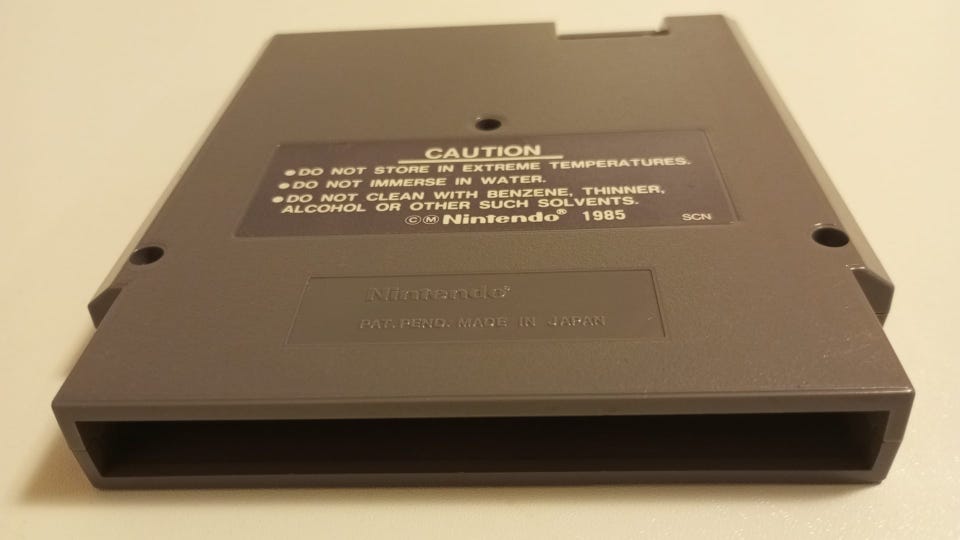 CAUTION
●DO NOT STORE IN EXTREME TEMPERATURES.
●DO NOT IMMERSE IN WATER.
●DO NOT CLEAN WITH BENZENE, THINNER,
ALCOHOL OR OTHER SUCH SOLVENTS.
©Ⓜ Nintendo® 1985 SCN
Nintendo®
PAT. PEND. MADE IN JAPAN